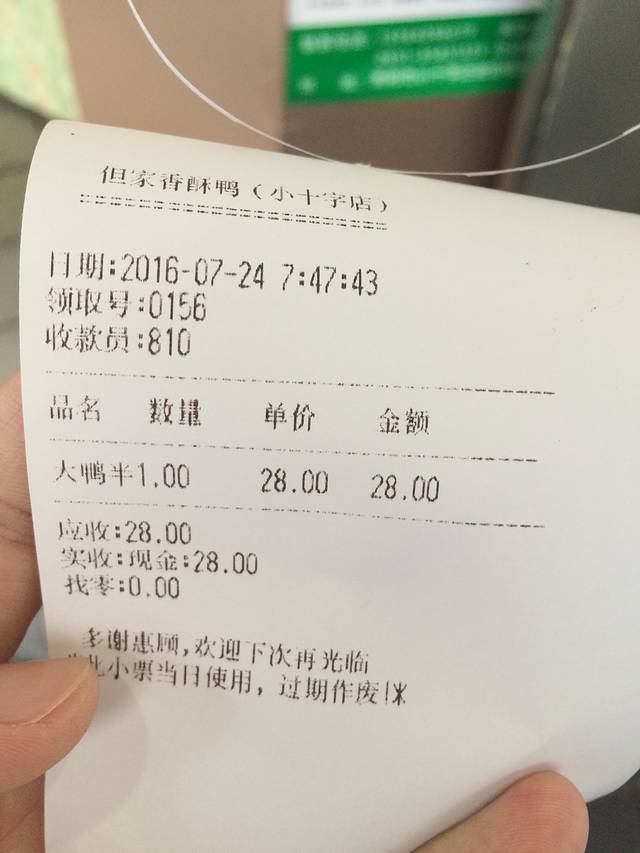 但家香酥鸭(小十字店)
日期:2016-07-24 7:47:43
领取号:0156
收款员:810
品名 数量 单价 金额
大鸭半1.00 28.00 28.00
应收:28.00
实收:现金:28.00
找零:0.00
多谢惠顾,欢迎下次再光临
此小票当日使用,过期作废!※